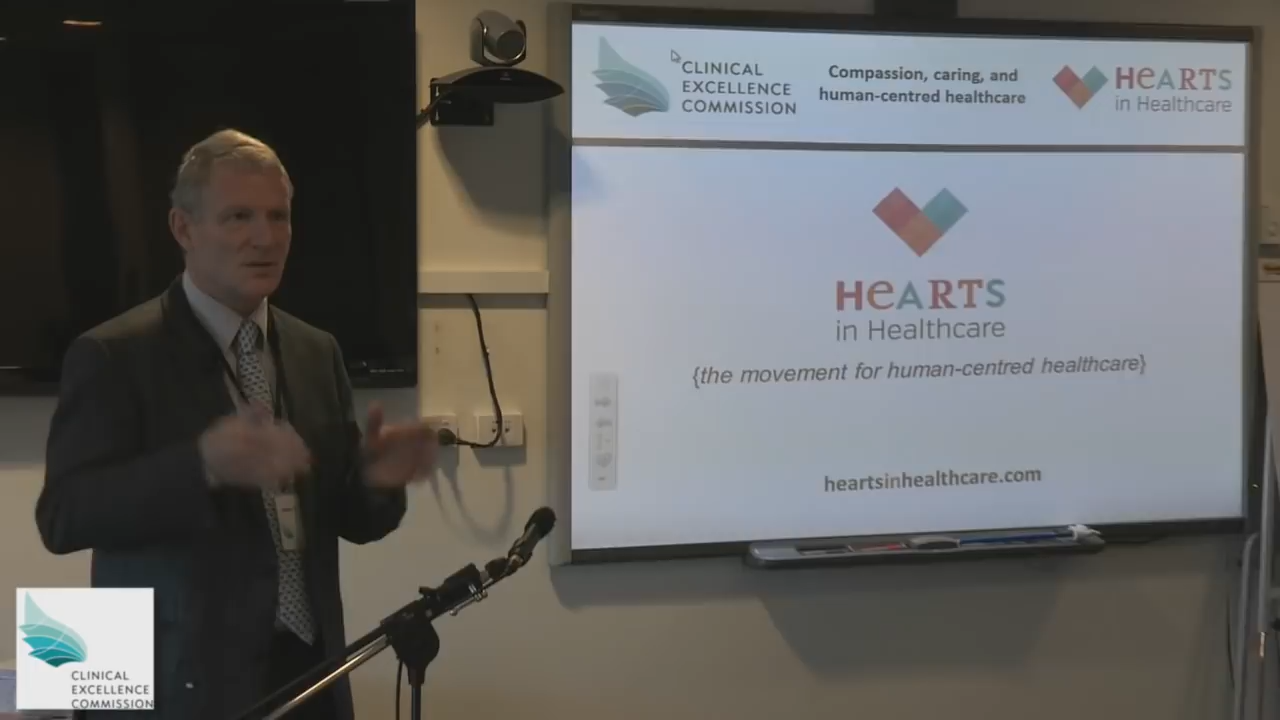 CLINICAL
EXCELLENCE
COMMISSION
Compassion, caring, and
human-centred healthcare
HeARTS
in Healthcare
HeARTS
in Healthcare
{the movement for human-centred healthcare}
heartsinhealthcare.com
CLINICAL
EXCELLENCE
COMMISSION